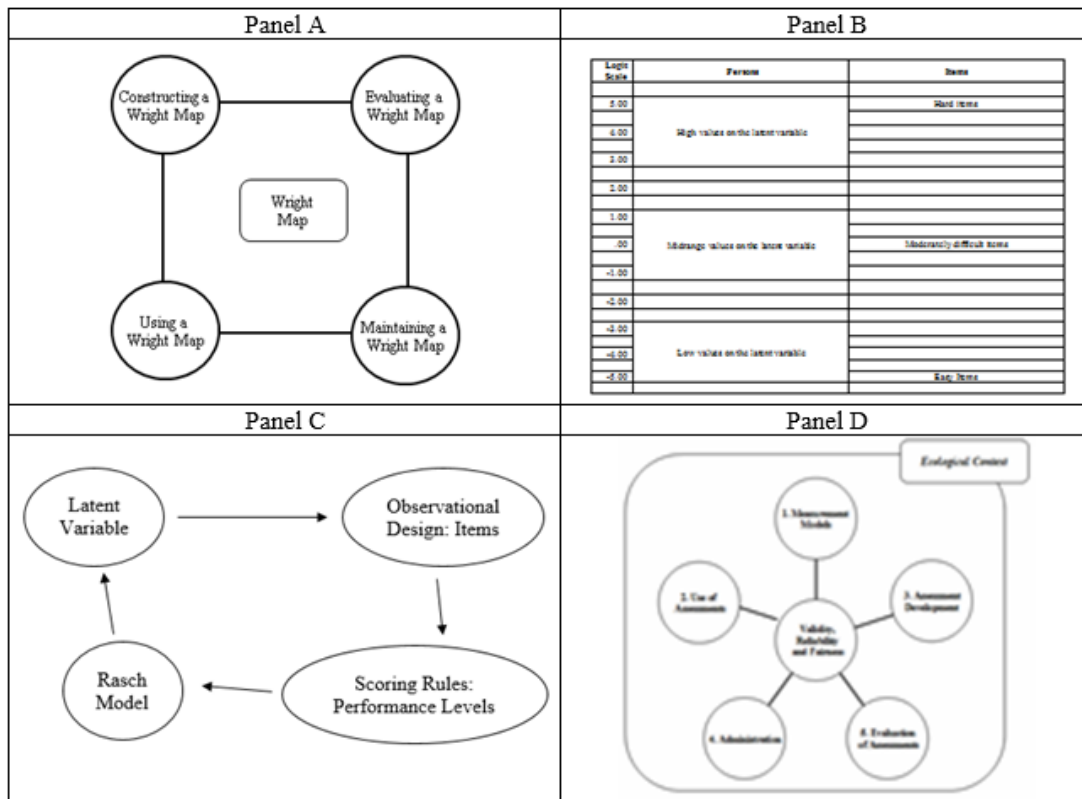 Panel A
Panel B
Constructing a
Wright Map
Evaluating a
Wright Map
Wright
Map
Using a
Wright Map
Maintaining a
Wright Map
Logit
Scale
Persons
Items
5.00
Hard items
4.00
High values on the latent variable
3.00
2.00
1.00
.00
Midrange values on the latent variable
Moderately difficult items
-1.00
-2.00
-3.00
-4.00
Low values on the latent variable
-5.00
Easy Items
Panel C
Panel D
Latent
Variable
Observational
Design: Items
Rasch
Model
Scoring Rules:
Performance Levels
Ecological Context
1. Measurement
Models
2. Use of
Assessments
3. Assessment
Development
Validity,
Reliability
and Fairness
4. Administration
5. Evaluation
of Assessments